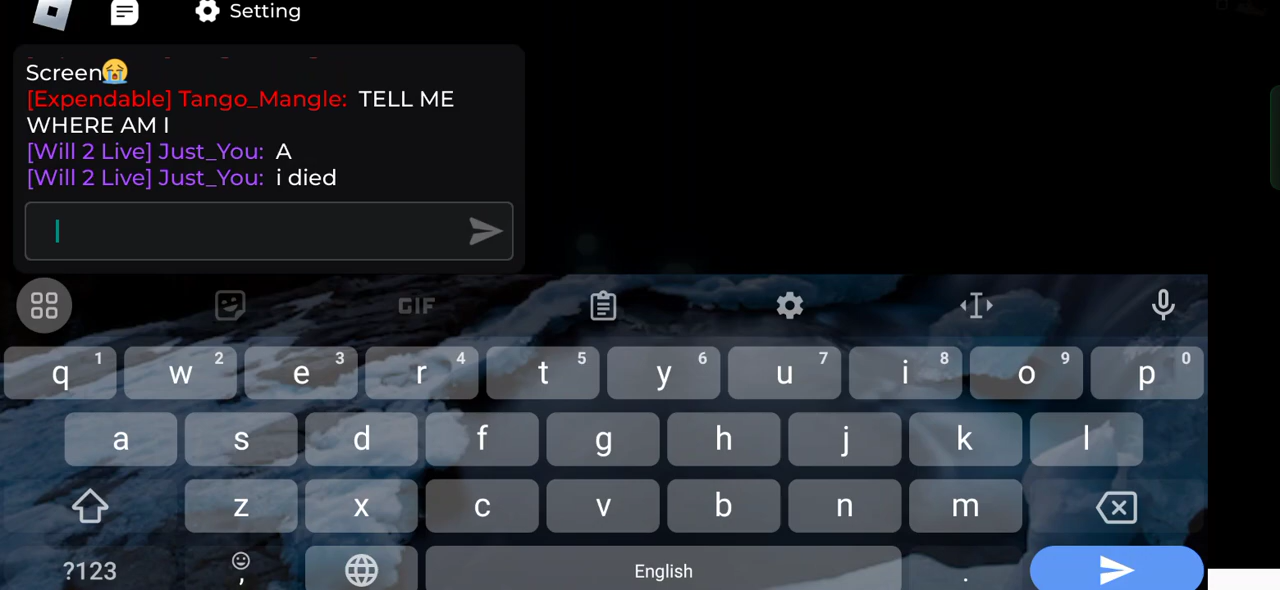 Setting
Screen😭
[Expendable] Tango_Mangle: TELL ME
WHERE AM I
[Will 2 Live] Just_You: A
[Will 2 Live] Just_You: i died
GIF
q 1 w 2 e 3 r 4 t 5 y 6 u 7 i 8 o 9 p 0
a s d f g h j k l
z x c v b n m
?123 , English .